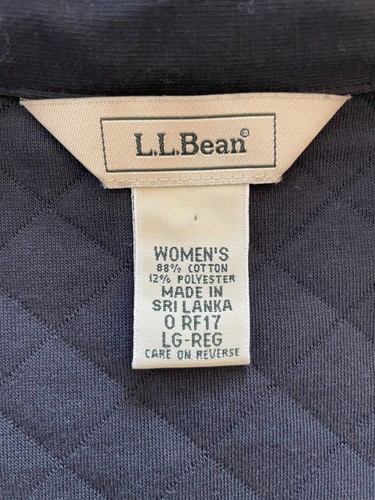 L.L.Bean®
WOMEN'S
88% COTTON
12% POLYESTER
MADE IN
SRI LANKA
0 RF17
LG-REG
CARE ON REVERSE